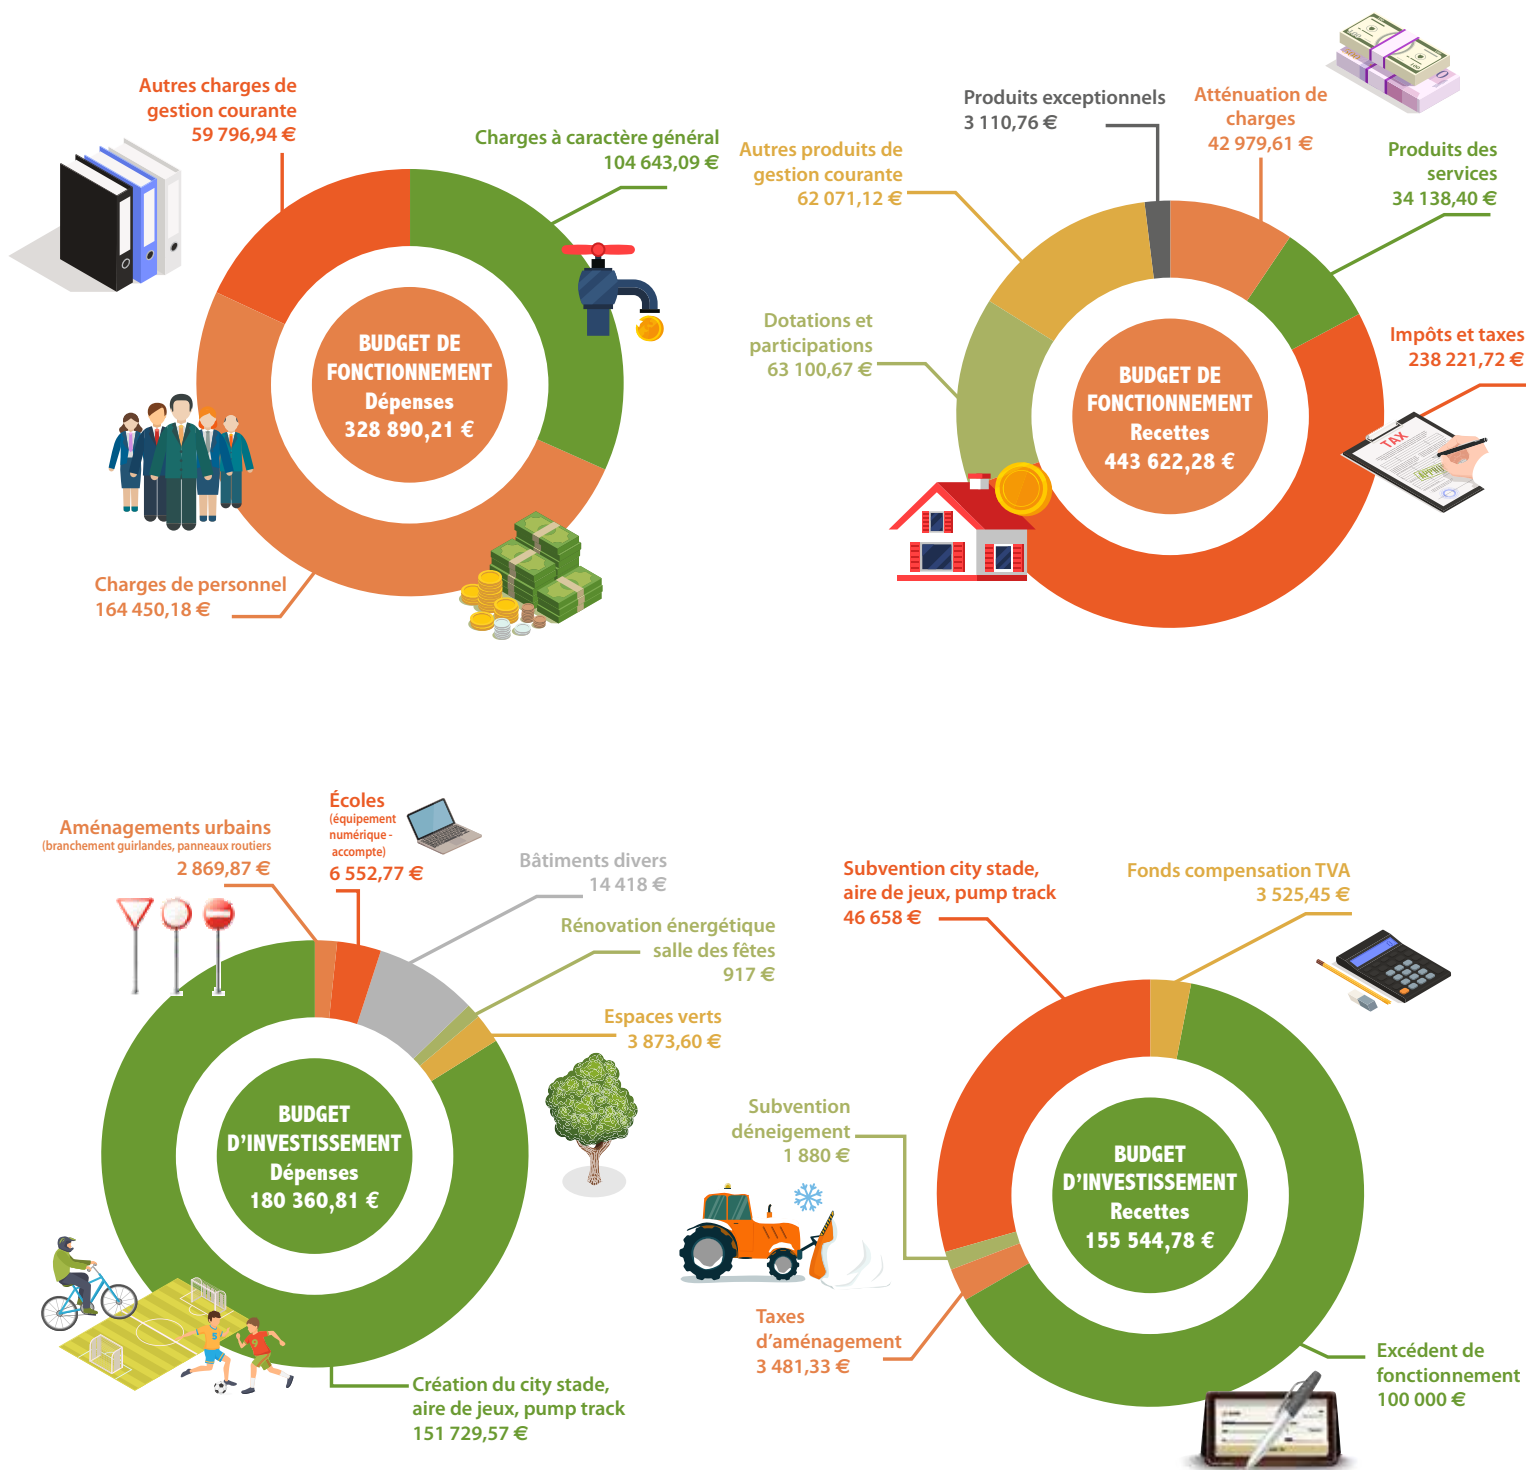 Autres charges de
gestion courante
59 796,94 €
Charges à caractère général
104 643,09 €
BUDGET DE
FONCTIONNEMENT
Dépenses
328 890,21 €
Charges de personnel
164 450,18 €
Produits exceptionnels
3 110,76 €
Atténuation de
charges
42 979,61 €
Autres produits de
gestion courante
62 071,12 €
Produits des
services
34 138,40 €
Dotations et
participations
63 100,67 €
Impôts et taxes
238 221,72 €
BUDGET DE
FONCTIONNEMENT
Recettes
443 622,28 €
TAX
Aménagements urbains
(branchement guirlandes, panneaux routiers
2 869,87 €
Écoles
(équipement
numérique -
accompte)
6 552,77 €
Bâtiments divers
14 418 €
Rénovation énergétique
salle des fêtes
917 €
Espaces verts
3 873,60 €
BUDGET
D'INVESTISSEMENT
Dépenses
180 360,81 €
Création du city stade,
aire de jeux, pump track
151 729,57 €
Subvention city stade,
aire de jeux, pump track
46 658 €
Fonds compensation TVA
3 525,45 €
Subvention
déneigement
1 880 €
BUDGET
D'INVESTISSEMENT
Recettes
155 544,78 €
Taxes
d'aménagement
3 481,33 €
Excédent de
fonctionnement
100 000 €